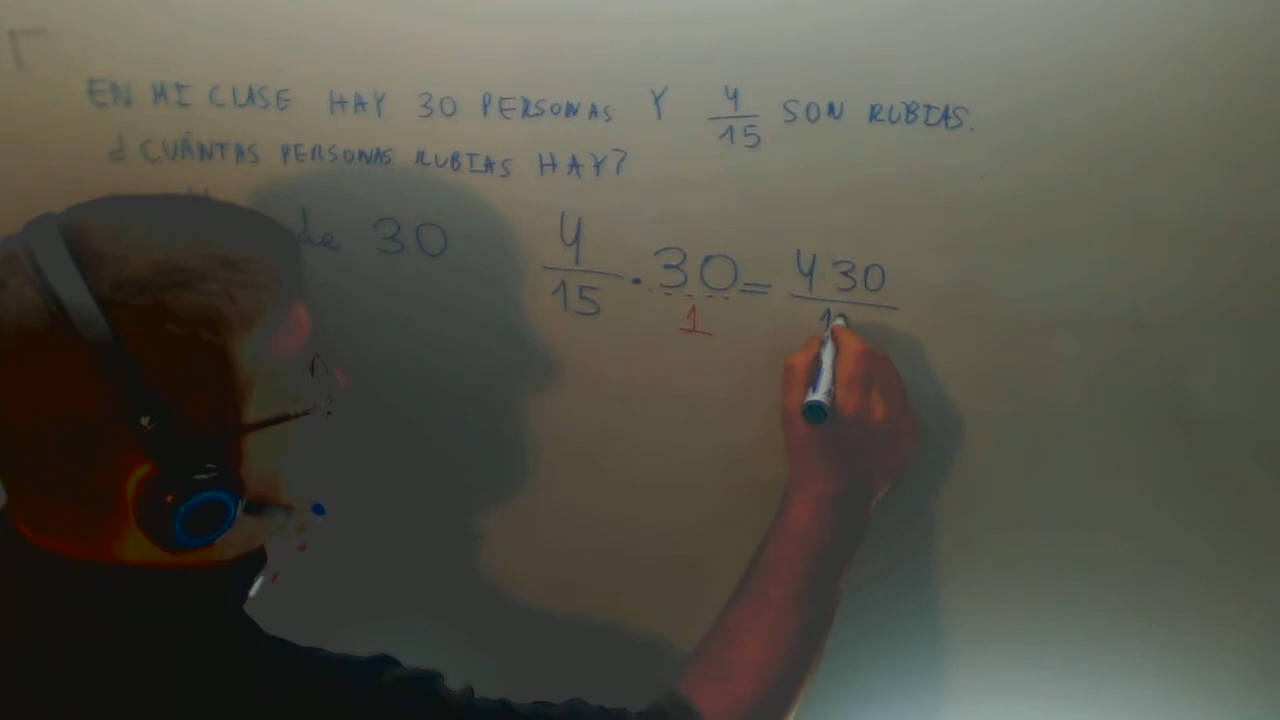 EN MI CLASE HAY 30 PERSONAS Y 4/15 SON RUBIAS.
¿CUÁNTAS PERSONAS RUBIAS HAY?
de 30
4/15 · 30/1 = 4 30/1